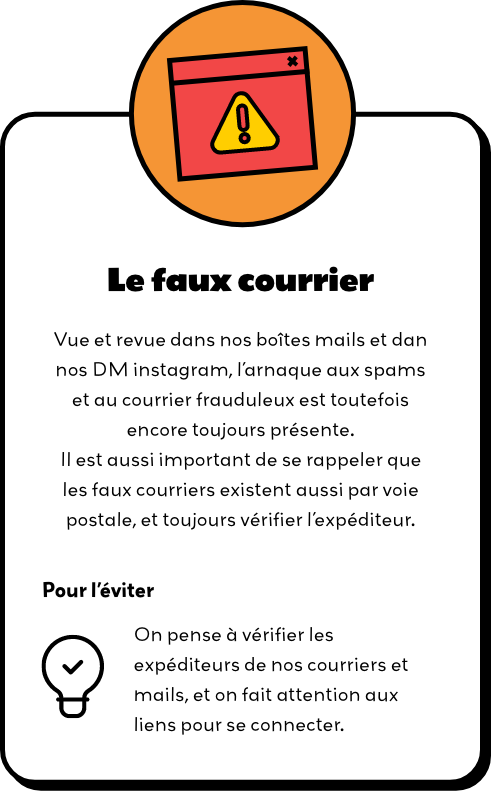 Le faux courrier
Vue et revue dans nos boîtes mails et dan
nos DM instagram, l'arnaque aux spams
et au courrier frauduleux est toutefois
encore toujours présente.
Il est aussi important de se rappeler que
les faux courriers existent aussi par voie
postale, et toujours vérifier l'expéditeur.
Pour l'éviter
On pense à vérifier les
expéditeurs de nos courriers et
mails, et on fait attention aux
liens pour se connecter.